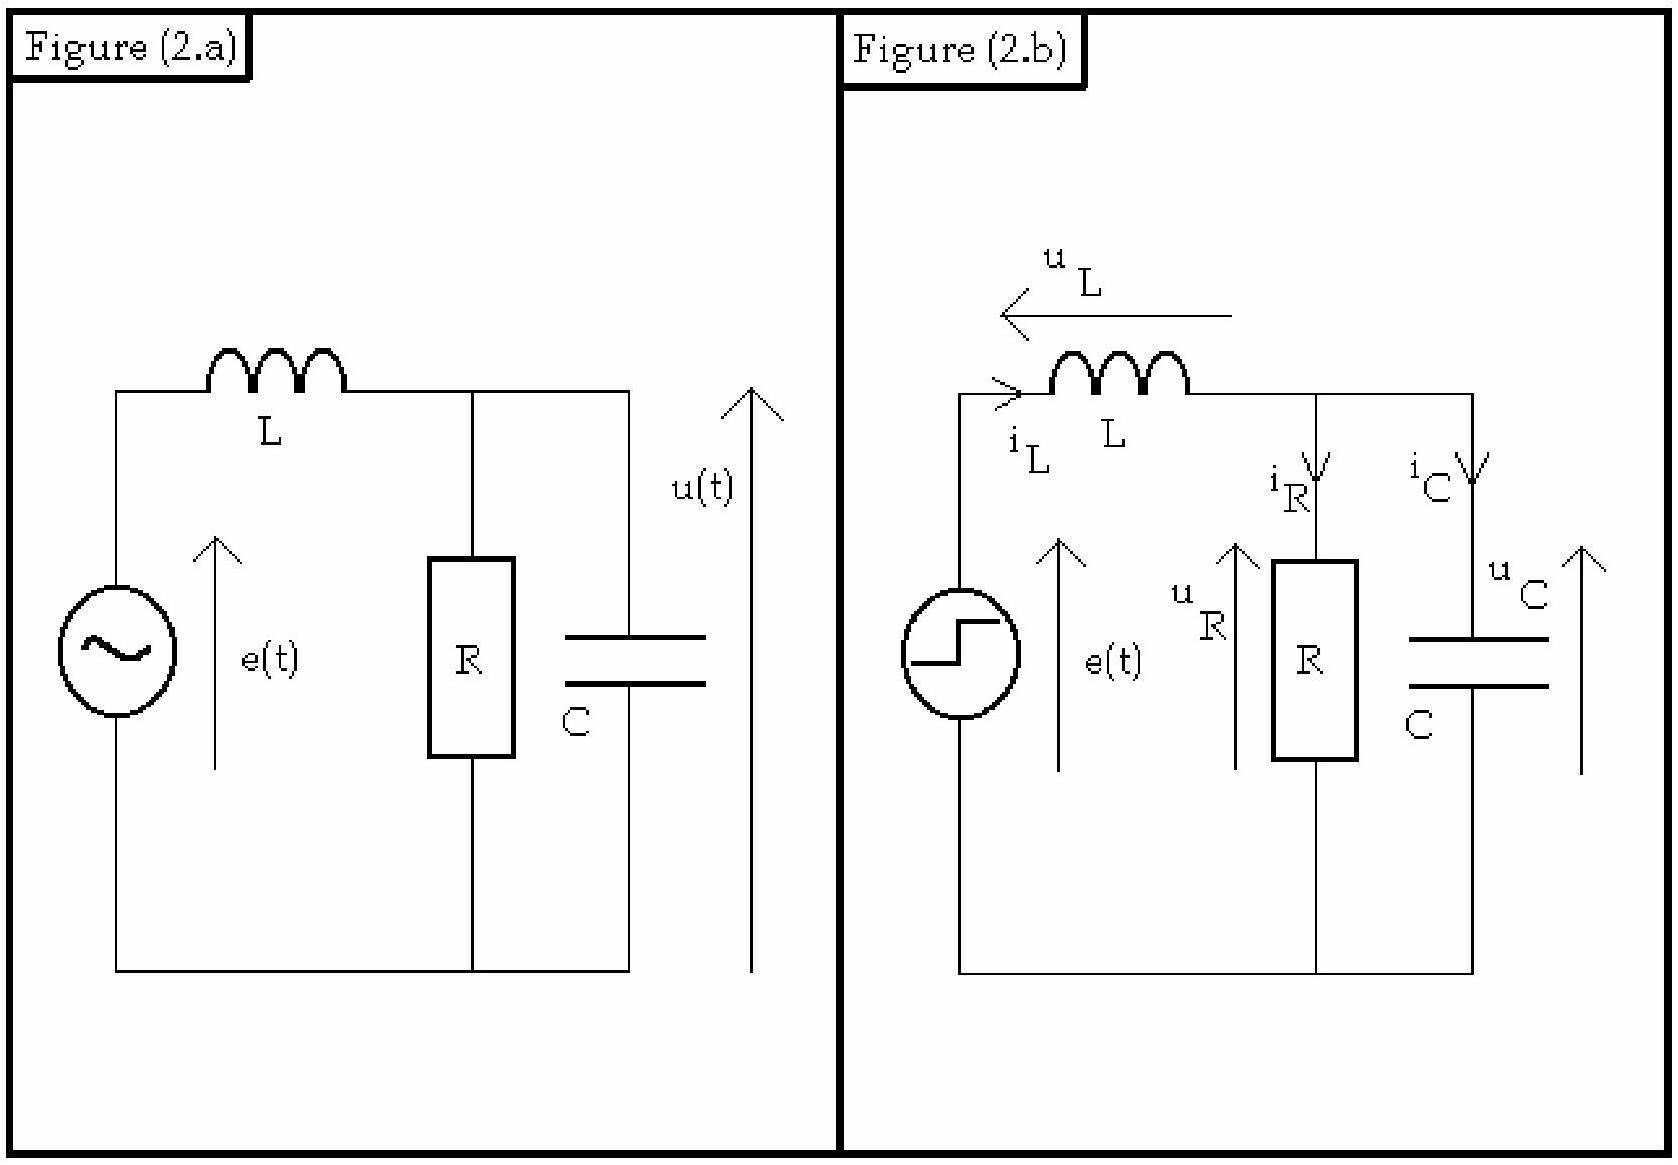 Figure (2.a)
L
u(t)
e(t)
R
C
Figure (2.b)
u L
i L
L
i R
i C
u R
u C
e(t)
R
C